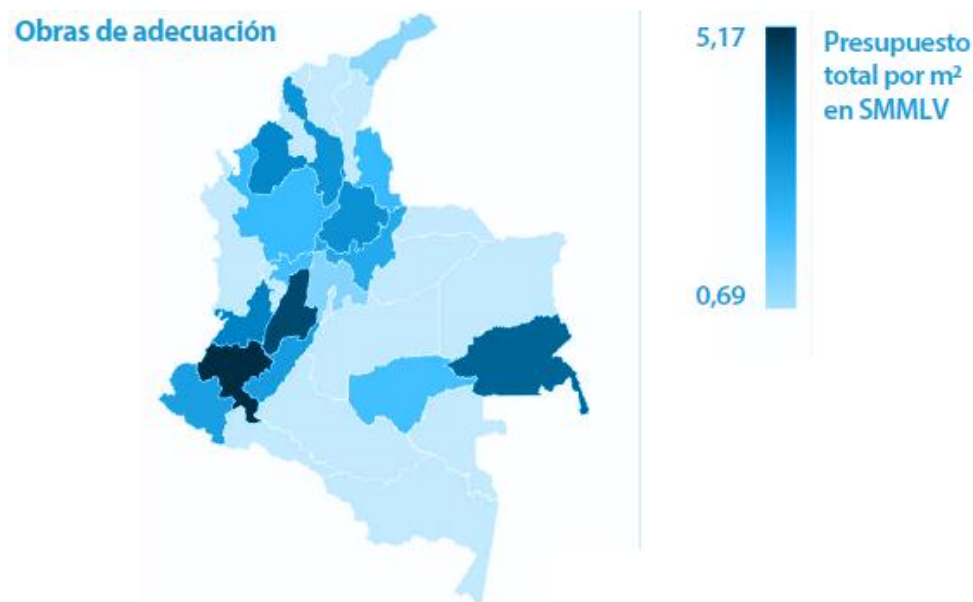 Obras de adecuación
5,17
Presupuesto
total por m²
en SMMLV
0,69